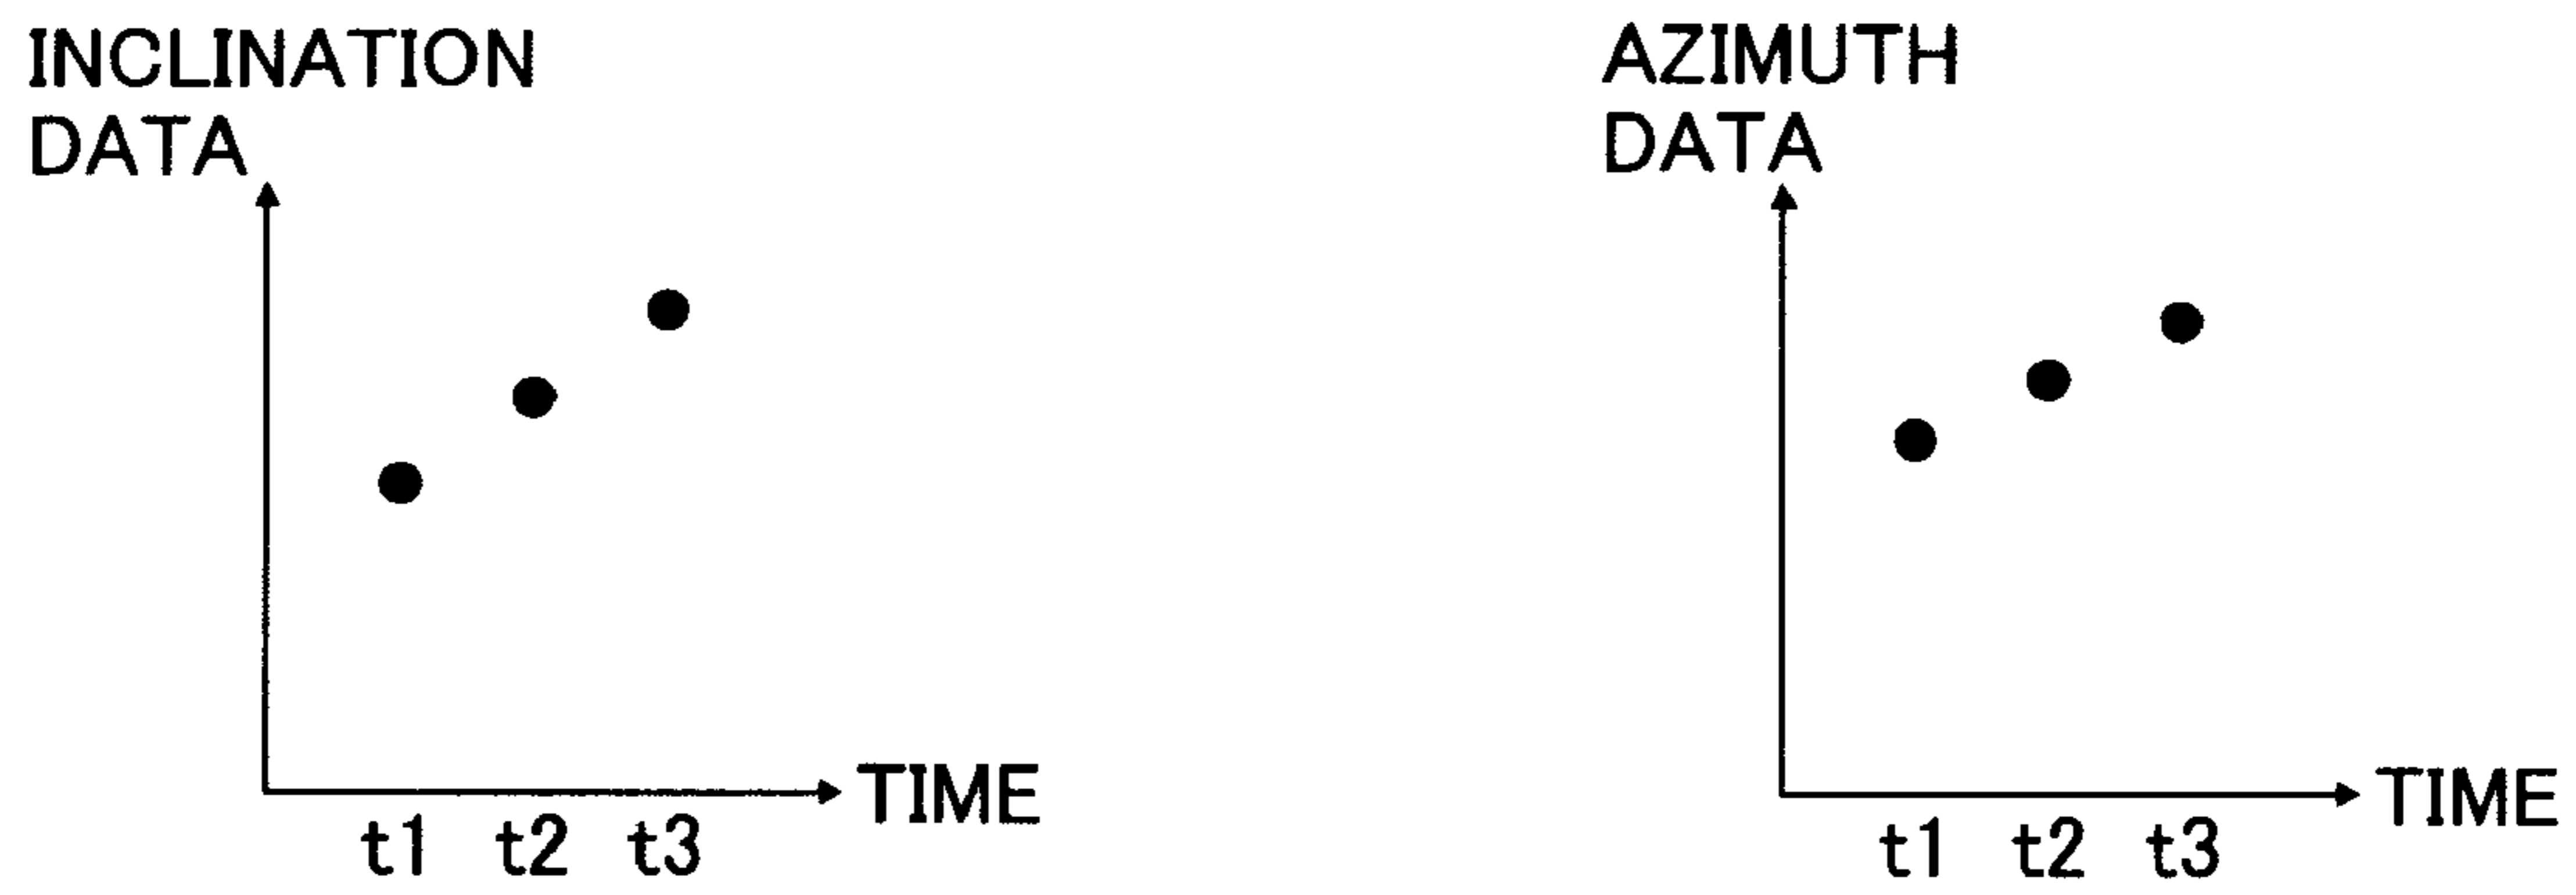 INCLINATION
DATA
TIME
t1 t2 t3
AZIMUTH
DATA
TIME
t1 t2 t3